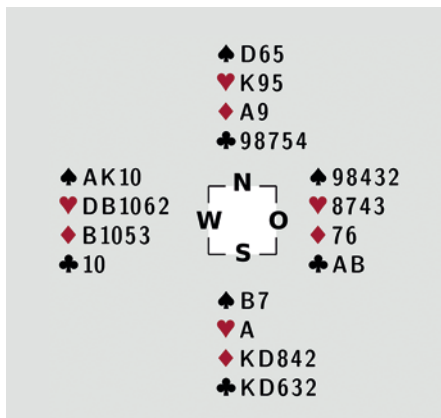 ♠ D65
♥ K95
♦ A9
♣ 98754
♠ AK10
♥ DB1062
♦ B1053
♣ 10
N
W O
S
♠ 98432
♥ 8743
♦ 76
♣ AB
♠ B7
♥ A
♦ KD842
♣ KD632